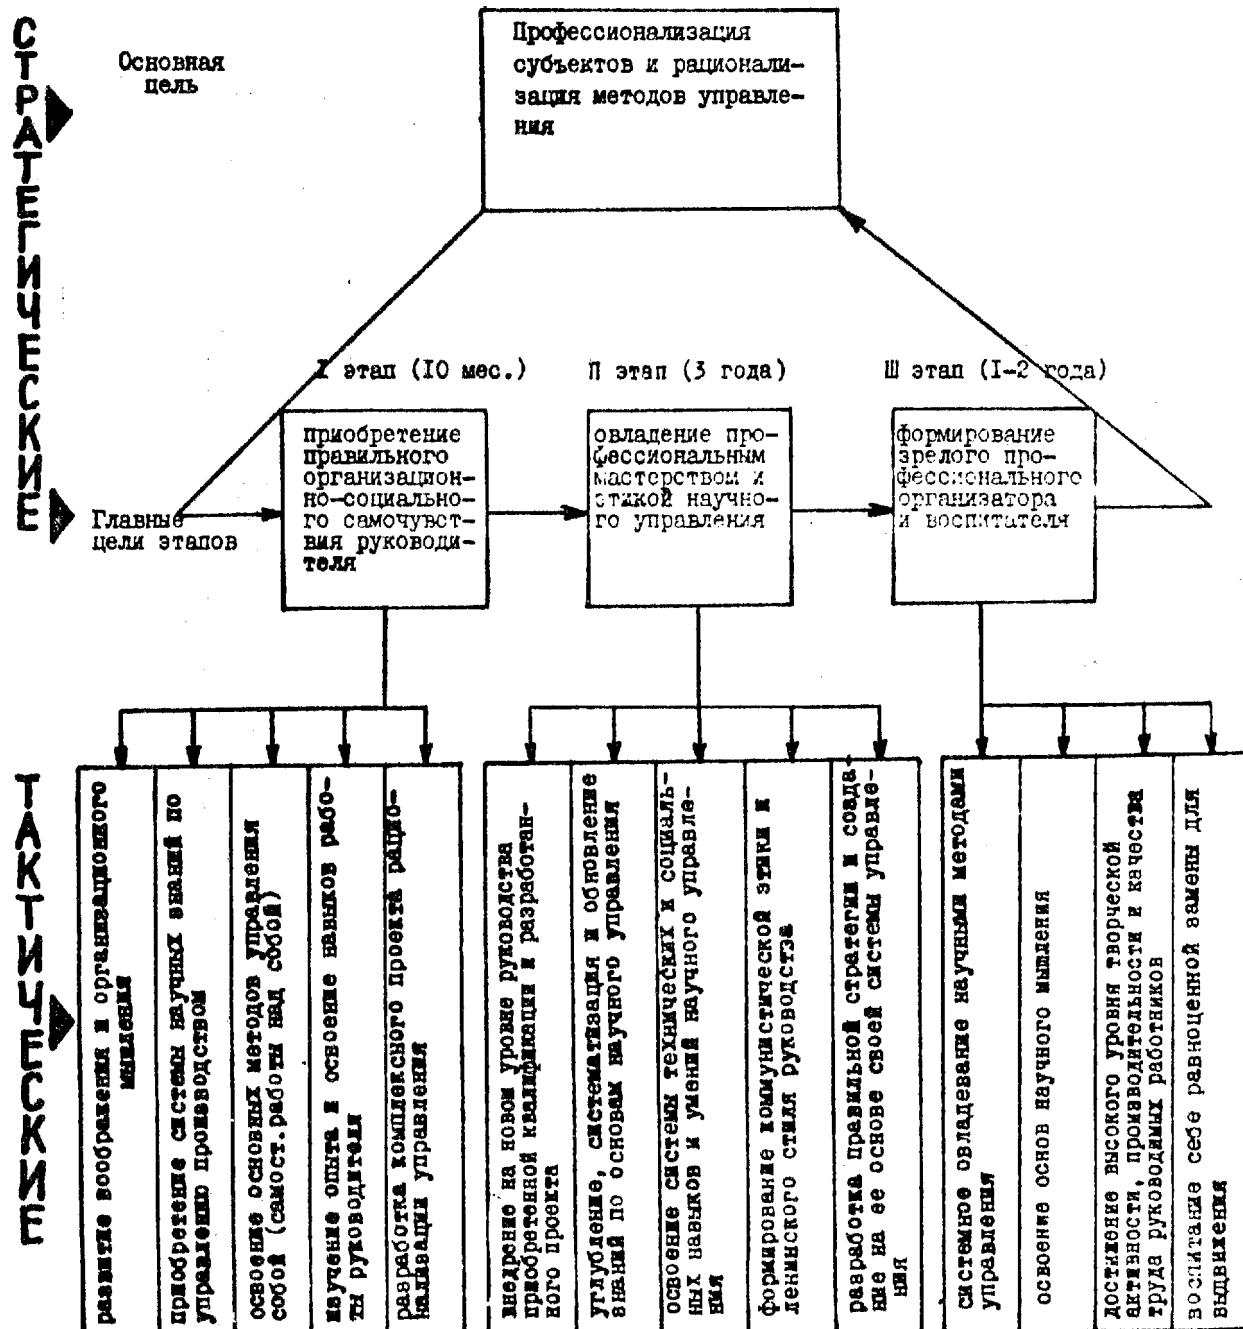 СТРАТЕГИЧЕСКИЕ
Основная
цель
Профессионализация
субъектов и рационали-
зация методов управле-
ния
I этап (IO мес.)
П этап (3 года)
Ш этап (I-2 года)
Главные
цели этапов
приобретение
правильного
организацион-
но-социально-
го самочувст-
вия руководи-
теля
овладение про-
фессиональным
мастерством и
этикой научно-
го управления
формирование
зрелого про-
фессионального
организатора
и воспитателя
ТАКТИЧЕСКИЕ
развитие воображения и организационного
мышления
приобретение системы научных знаний по
управлению производством
освоение основных методов управления
собой (самост.работы над собой)
изучение опыта и освоение навыков рабо-
ты руководителя
разработка комплексного проекта рацио-
нализации управления
внедрение на новом уровне руководства
приобретенной квалификации и разработан-
ного проекта
углубление, систематизация и обновление
знаний по основам научного управления
освоение системы технических и социаль-
ных навыков и умений научного управле-
ния
формирование коммунистической этики и
ленинского стиля руководства
разработка правильной стратегии и созда-
ние на ее основе своей системы управле-
ния
системное овладевание научными методами
управления
освоение основ научного мышления
достижение высокого уровня творческой
активности, производительности и качества
труда руководимых работников
воспитание себе равноценной замены для
выдвижения